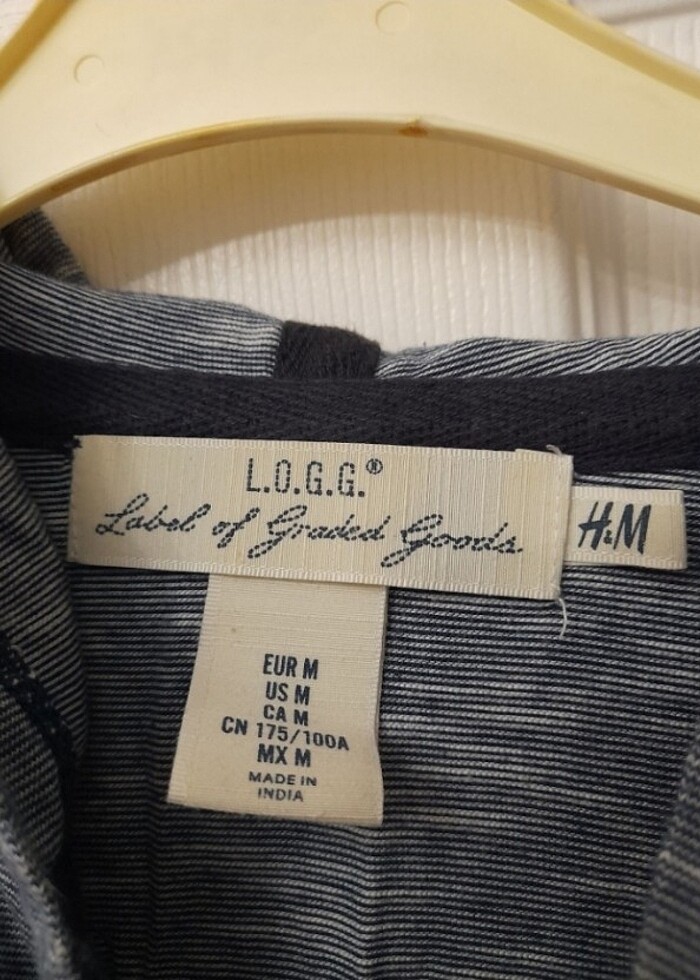 L.O.G.G.®
Label of Graded Goods.
H&M
EUR M
US M
CA M
CN 175/100A
MX M
MADE IN
INDIA